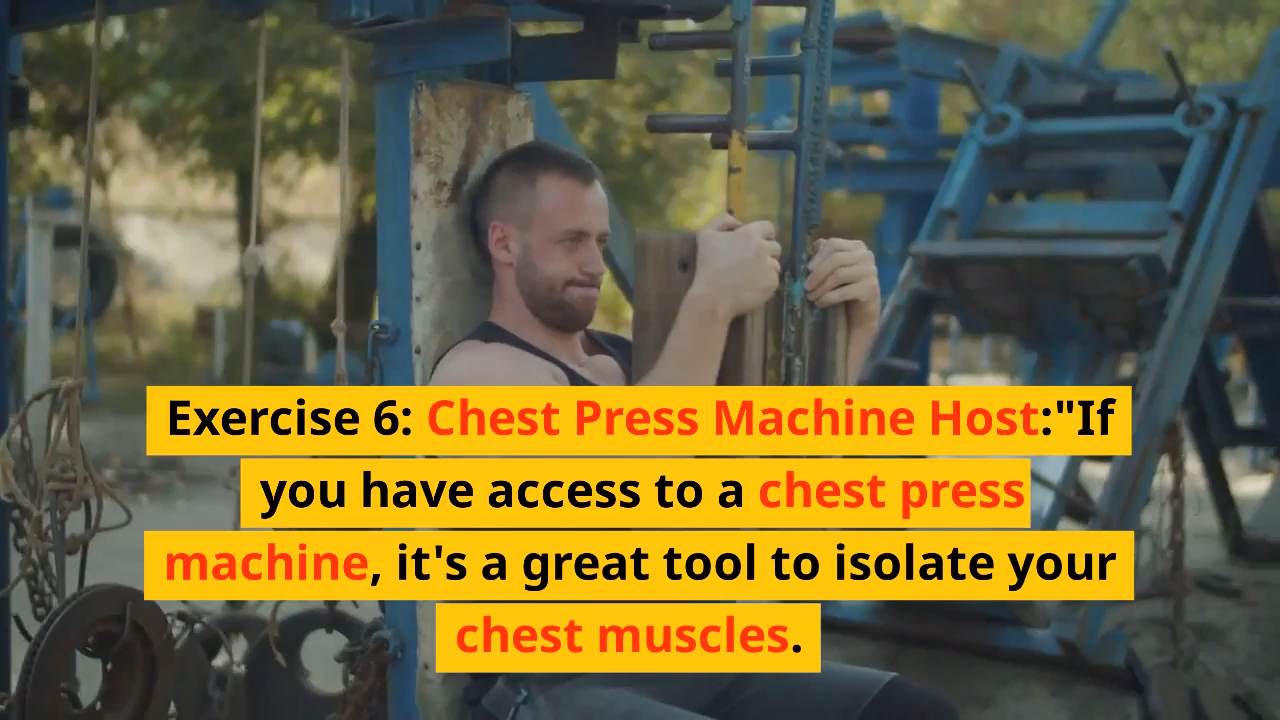 Exercise 6: Chest Press Machine Host:"If
you have access to a chest press
machine, it's a great tool to isolate your
chest muscles.